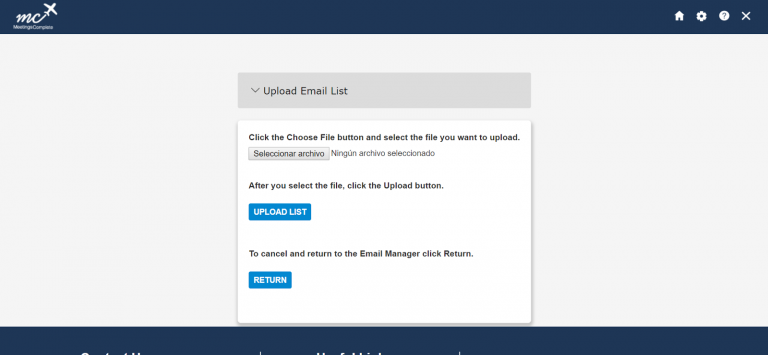 mc
MeetingsComplete
Upload Email List
Click the Choose File button and select the file you want to upload.
Seleccionar archivo Ningún archivo seleccionado
After you select the file, click the Upload button.
UPLOAD LIST
To cancel and return to the Email Manager click Return.
RETURN